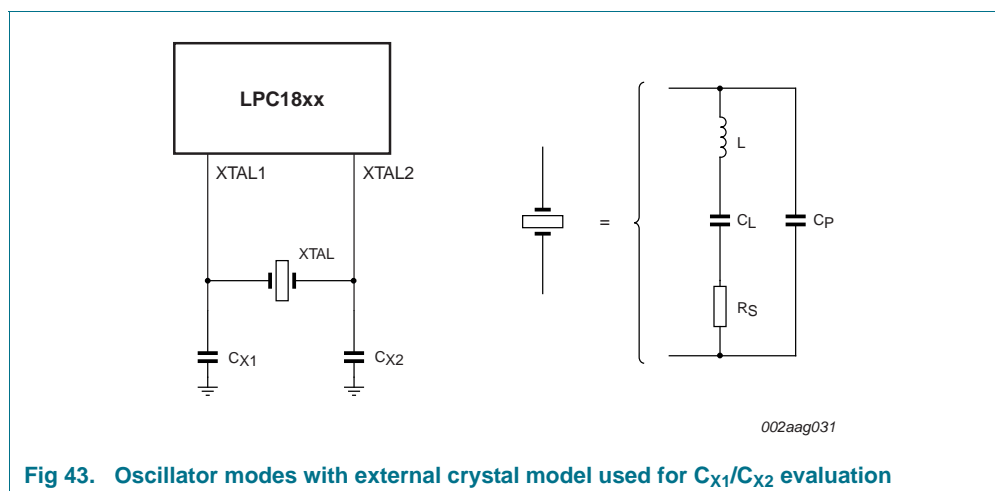 LPC18xx
XTAL1
XTAL2
XTAL
CX1
CX2
=
L
CL
CP
RS
002aag031
Fig 43. Oscillator modes with external crystal model used for CX1/CX2 evaluation